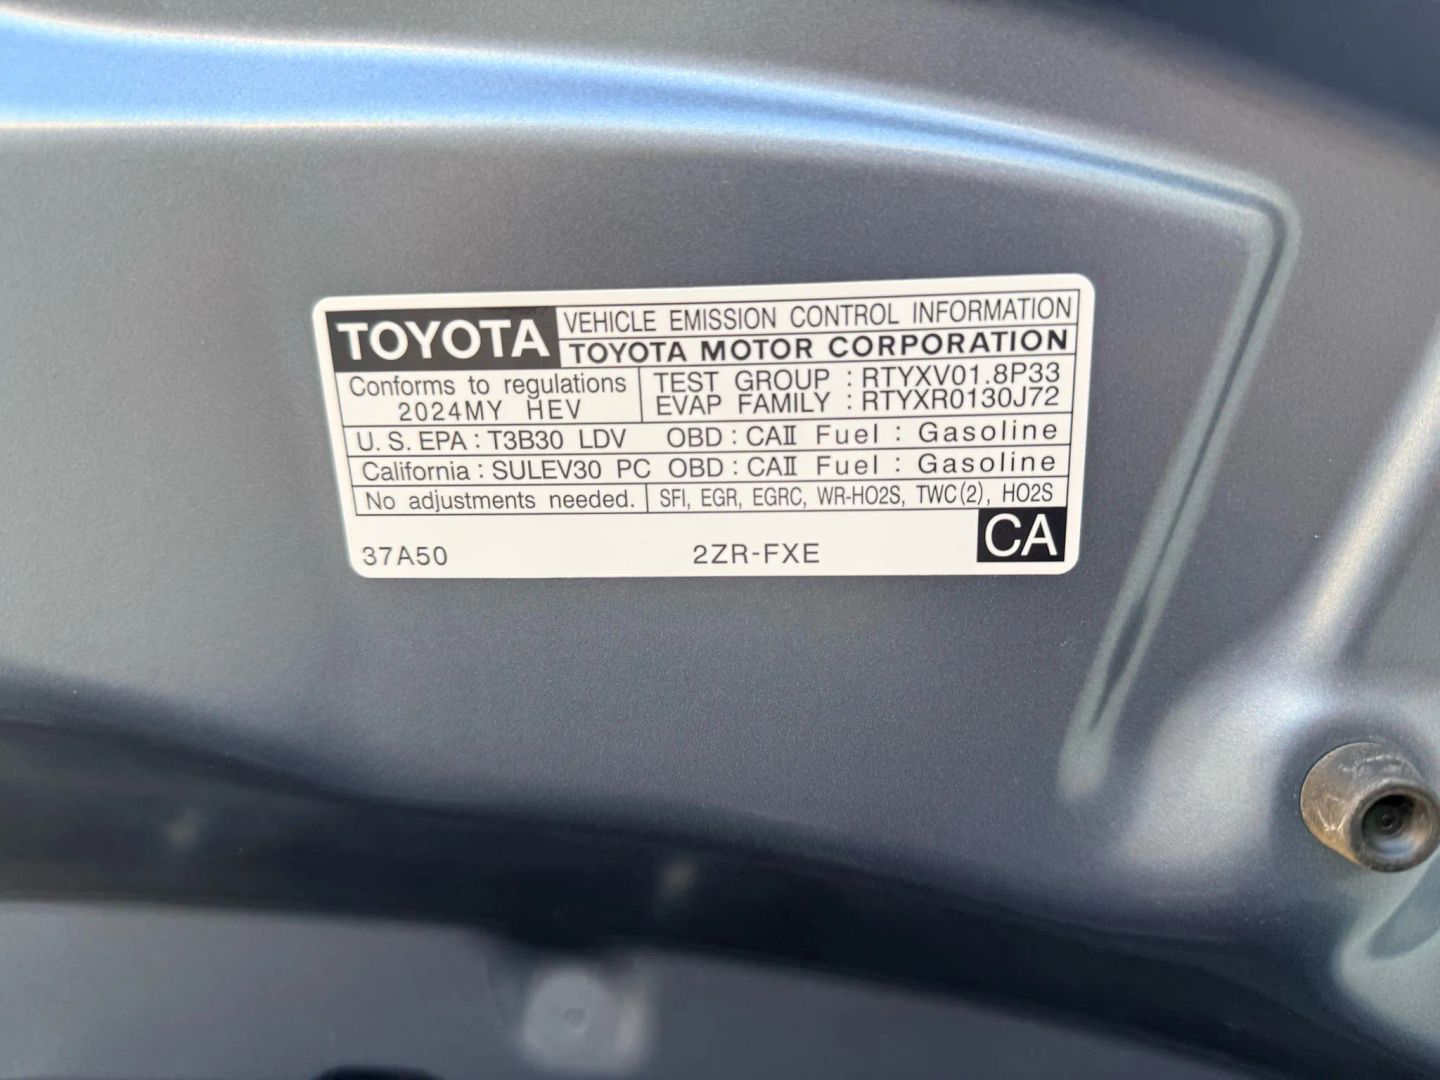 TOYOTA VEHICLE EMISSION CONTROL INFORMATION
TOYOTA MOTOR CORPORATION
Conforms to regulations TEST GROUP : RTYXV01.8P33
2024MY HEV EVAP FAMILY : RTYXR0130J72
U.S. EPA : T3B30 LDV OBD : CAII Fuel : Gasoline
California : SULEV30 PC OBD : CAII Fuel : Gasoline
No adjustments needed. SFI, EGR, EGRC, WR-HO2S, TWC(2), HO2S
37A50 2ZR-FXE CA